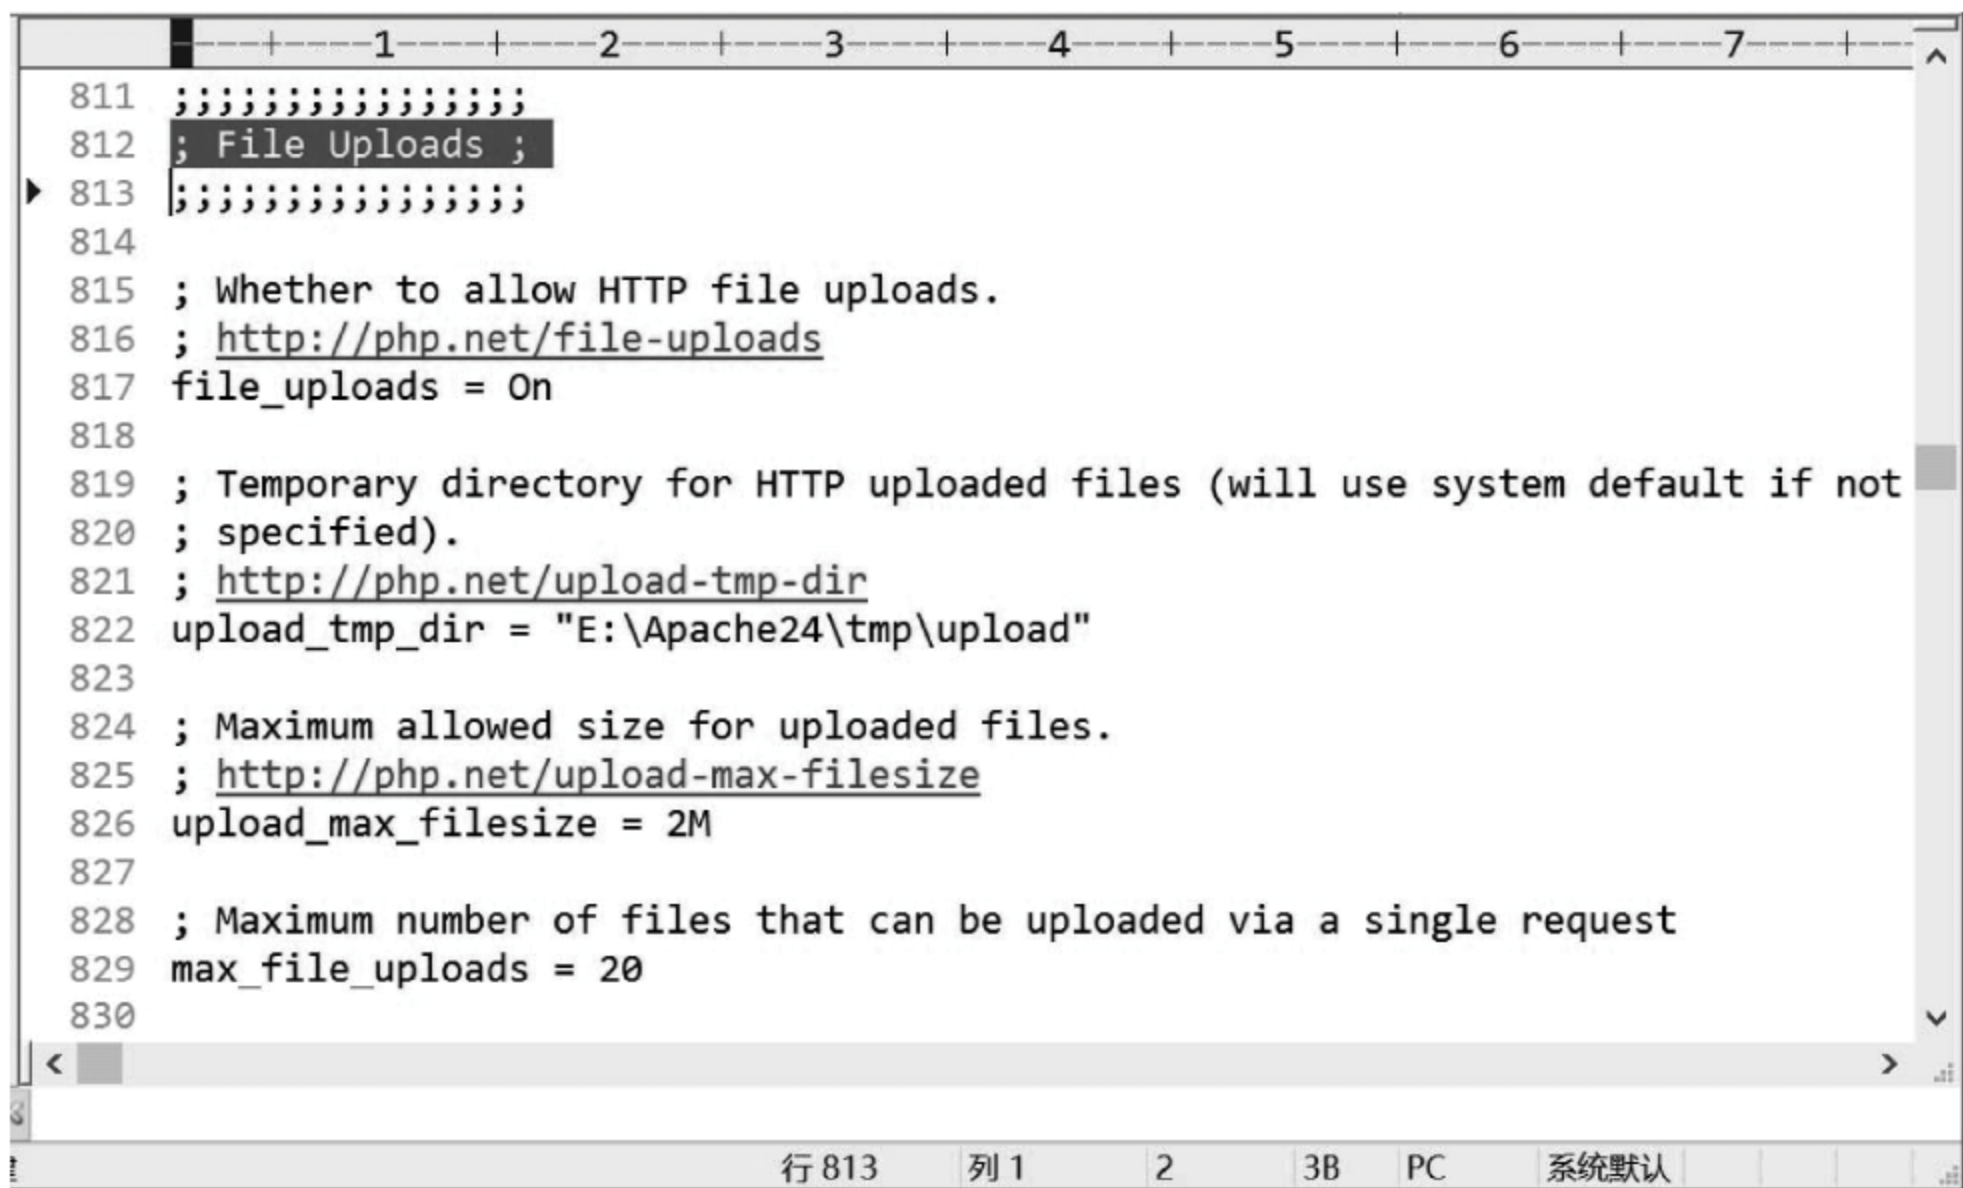 ----+----1----+----2----+----3----+----4----+----5----+----6----+----7----+---
811 ;;;;;;;;;;;;;;;;
812 ; File Uploads ;
813 ;;;;;;;;;;;;;;;;
814
815 ; Whether to allow HTTP file uploads.
816 ; http://php.net/file-uploads
817 file_uploads = On
818
819 ; Temporary directory for HTTP uploaded files (will use system default if not
820 ; specified).
821 ; http://php.net/upload-tmp-dir
822 upload_tmp_dir = "E:\Apache24\tmp\upload"
823
824 ; Maximum allowed size for uploaded files.
825 ; http://php.net/upload-max-filesize
826 upload_max_filesize = 2M
827
828 ; Maximum number of files that can be uploaded via a single request
829 max_file_uploads = 20
830
行 813 列 1 2 3B PC 系统默认